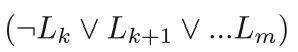 (¬L_k ∨ L_{k+1} ∨ ...L_m)